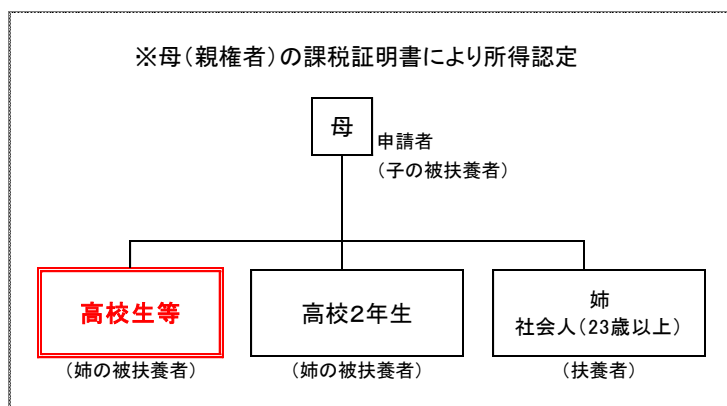 ※母（親権者）の課税証明書により所得認定
母
申請者
（子の被扶養者）
高校生等
高校２年生
姉
社会人（23歳以上）
（姉の被扶養者）
（姉の被扶養者）
（扶養者）